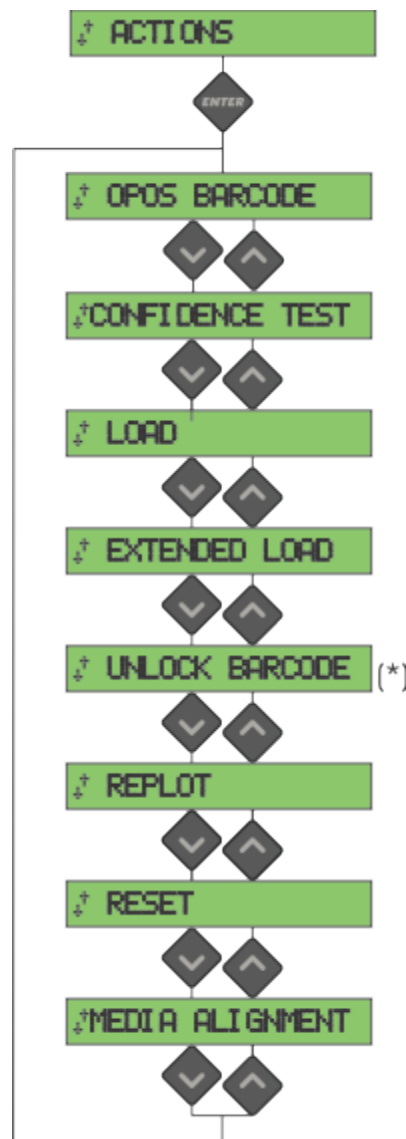 ACTIONS
ENTER
OPOS BARCODE
CONFIDENCE TEST
LOAD
EXTENDED LOAD
UNLOCK BARCODE (*)
REPLOT
RESET
MEDIA ALIGNMENT